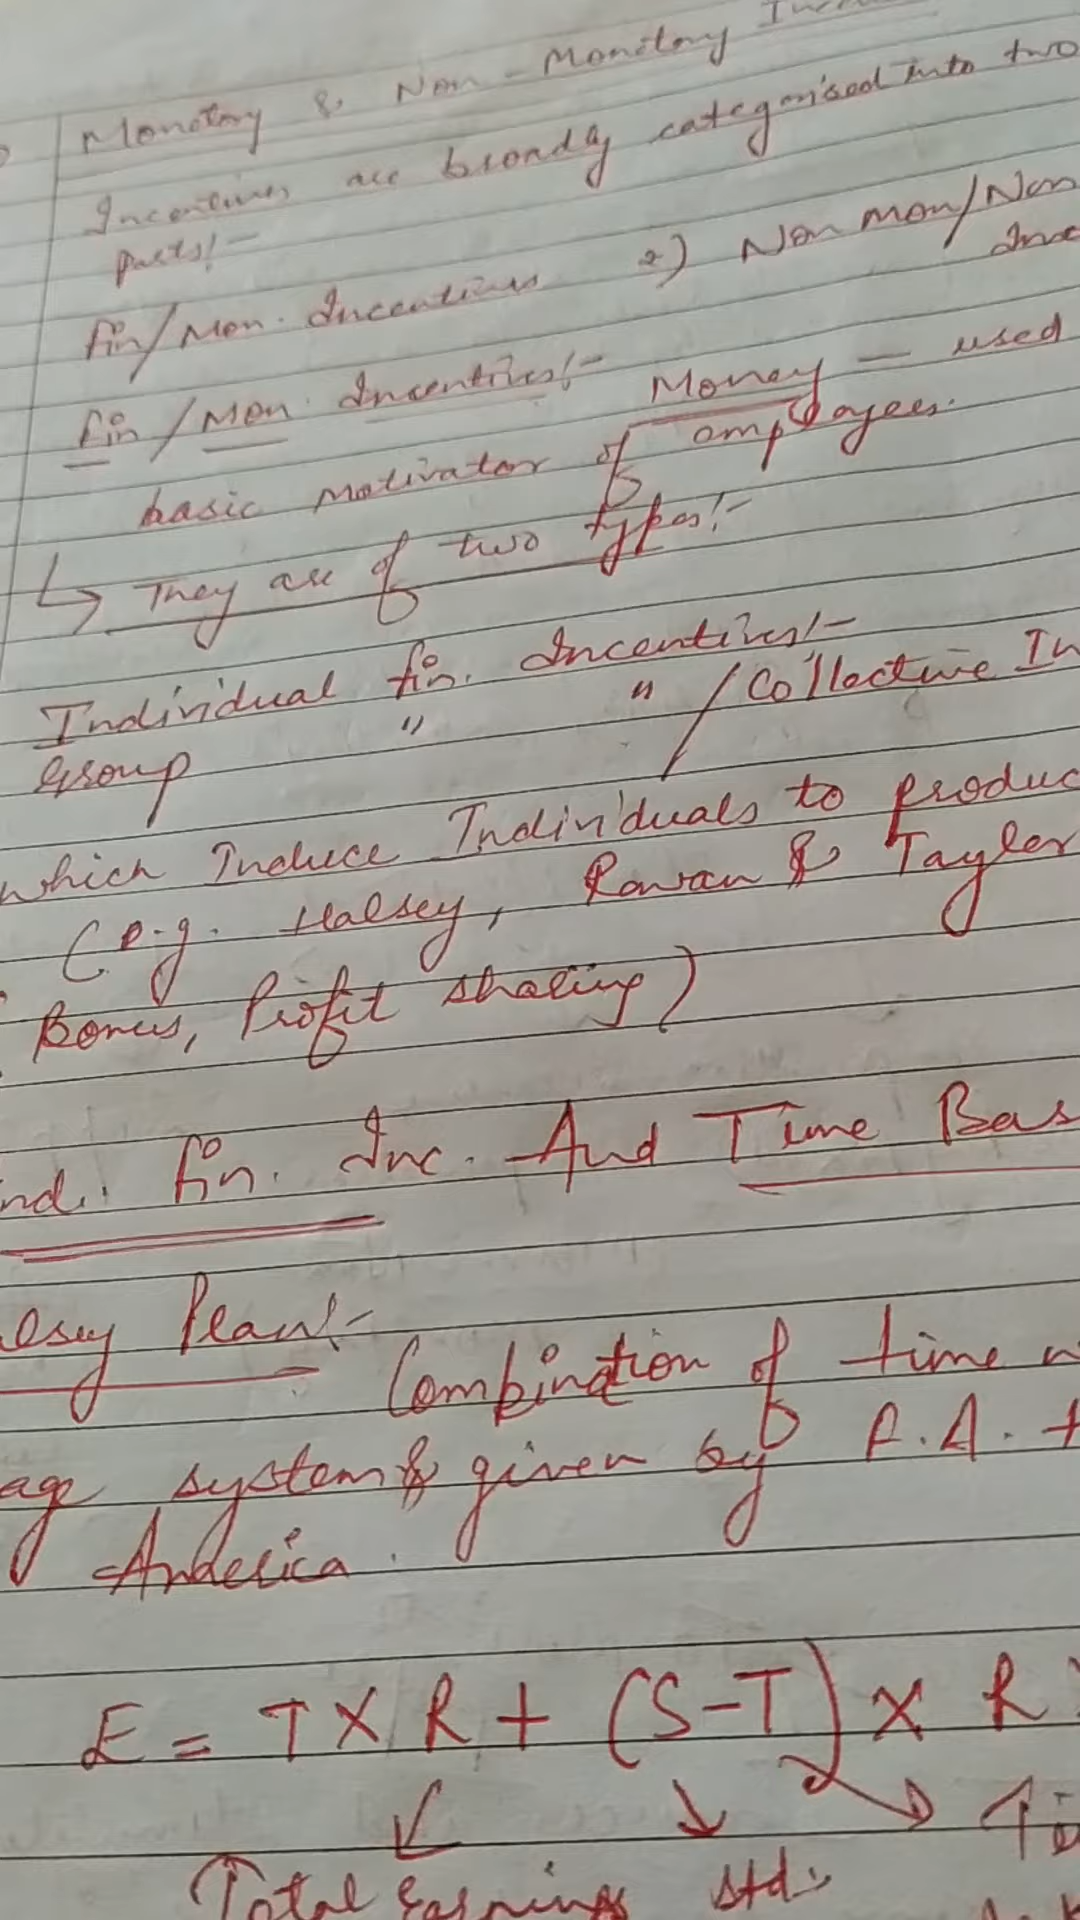 Monetary & Non-Monetary
Incentives are broadly categorised into two
parts:-
fin/Mon. Incentives 2) Non mon/Non
Inc
fin/Mon. Incentives:- Money - used
basic motivator of employees.
↳ They are of two types:-
Individual fin. Incentives:-
Group " " / Collective In
which Induce Individuals to produc
(e.g. Halsey, Rowan & Taylor
Bonus, Profit sharing)
nd. fin. Inc. And Time Bas
lsey Plan:- Combination of time w
age system & given by F.A. H
America.
E = T X R + (S-T) X R
Total Earnings Std.